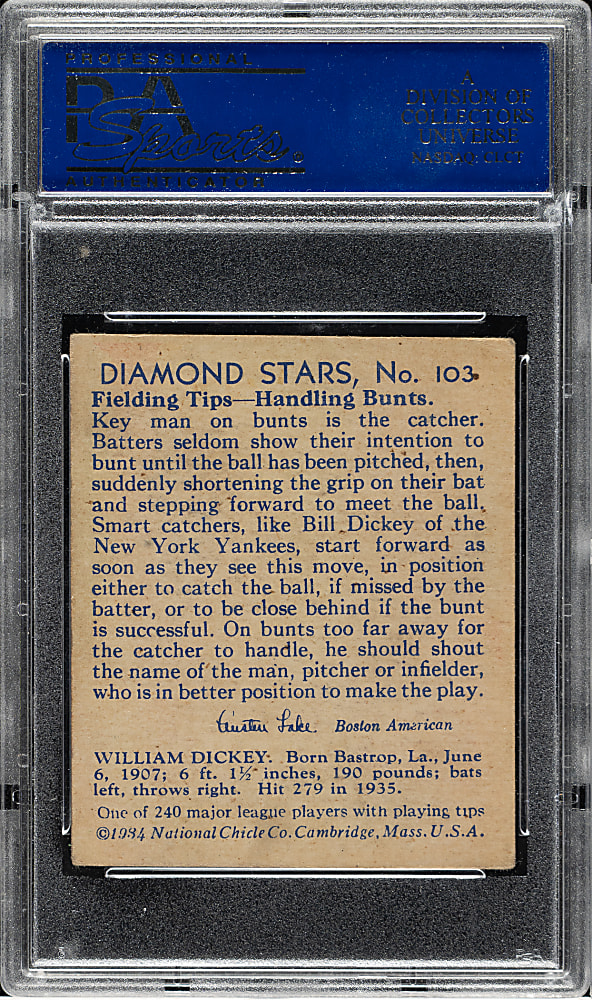 PROFESSIONAL
PSA
Sports®
AUTHENTICATOR
A
DIVISION OF
COLLECTORS
UNIVERSE
NASDAQ: CLCT
DIAMOND STARS, No. 103
Fielding Tips—Handling Bunts.
Key man on bunts is the catcher.
Batters seldom show their intention to
bunt until the ball has been pitched, then,
suddenly shortening the grip on their bat
and stepping forward to meet the ball.
Smart catchers, like Bill Dickey of the
New York Yankees, start forward as
soon as they see this move, in position
either to catch the ball, if missed by the
batter, or to be close behind if the bunt
is successful. On bunts too far away for
the catcher to handle, he should shout
the name of the man, pitcher or infielder,
who is in better position to make the play.
Austen Lake. Boston American
WILLIAM DICKEY. Born Bastrop, La., June
6, 1907; 6 ft. 1½ inches, 190 pounds; bats
left, throws right. Hit 279 in 1935.
One of 240 major league players with playing tips
©1934 National Chicle Co. Cambridge, Mass. U.S.A.